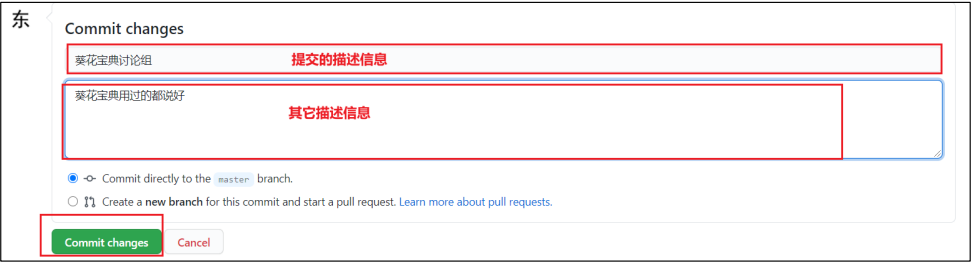 东
Commit changes
葵花宝典讨论组 提交的描述信息
葵花宝典用过的都说好
其它描述信息
Commit directly to the master branch.
Create a new branch for this commit and start a pull request. Learn more about pull requests.
Commit changes Cancel